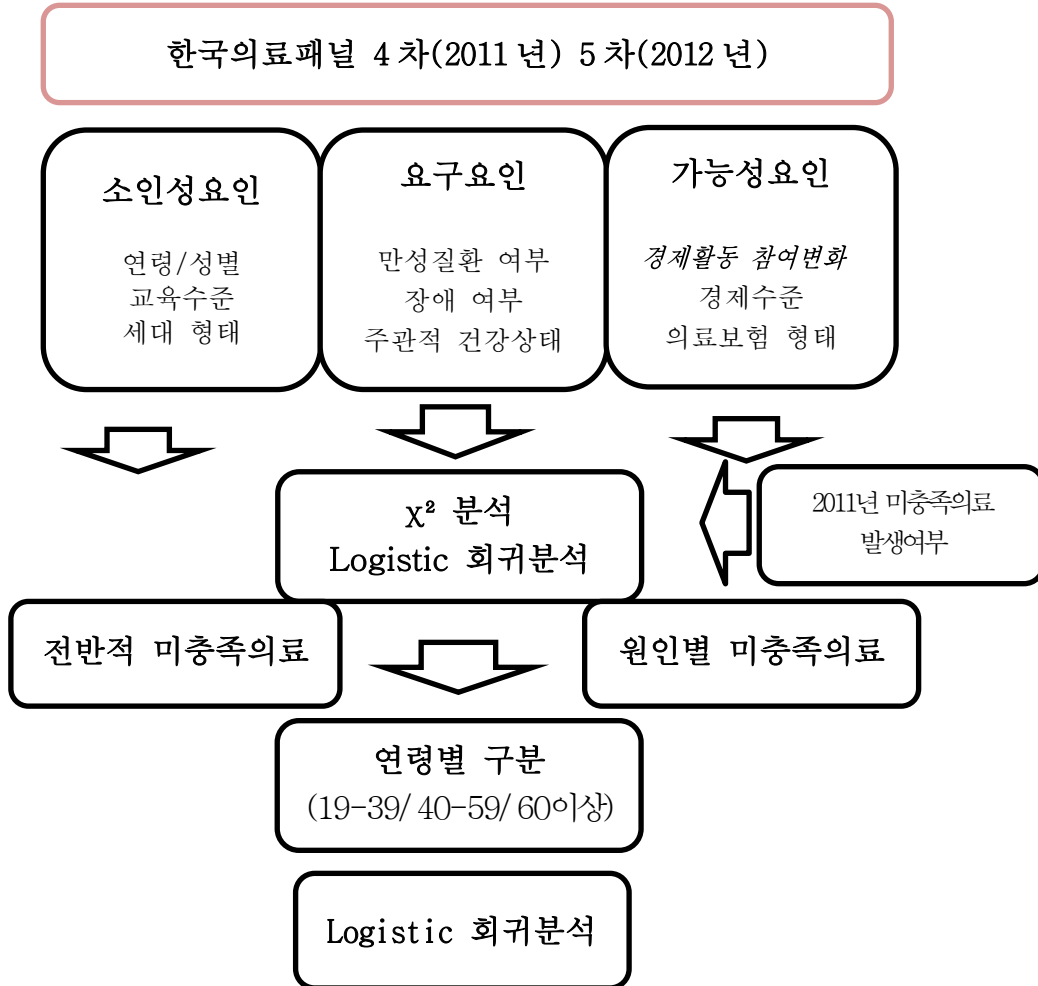 한국의료패널 4차(2011년) 5차(2012년)
소인성요인
연령/성별
교육수준
세대 형태
요구요인
만성질환 여부
장애 여부
주관적 건강상태
가능성요인
경제활동 참여변화
경제수준
의료보험 형태
χ² 분석
Logistic 회귀분석
2011년 미충족의료
발생여부
전반적 미충족의료
원인별 미충족의료
연령별 구분
(19-39/40-59/60이상)
Logistic 회귀분석